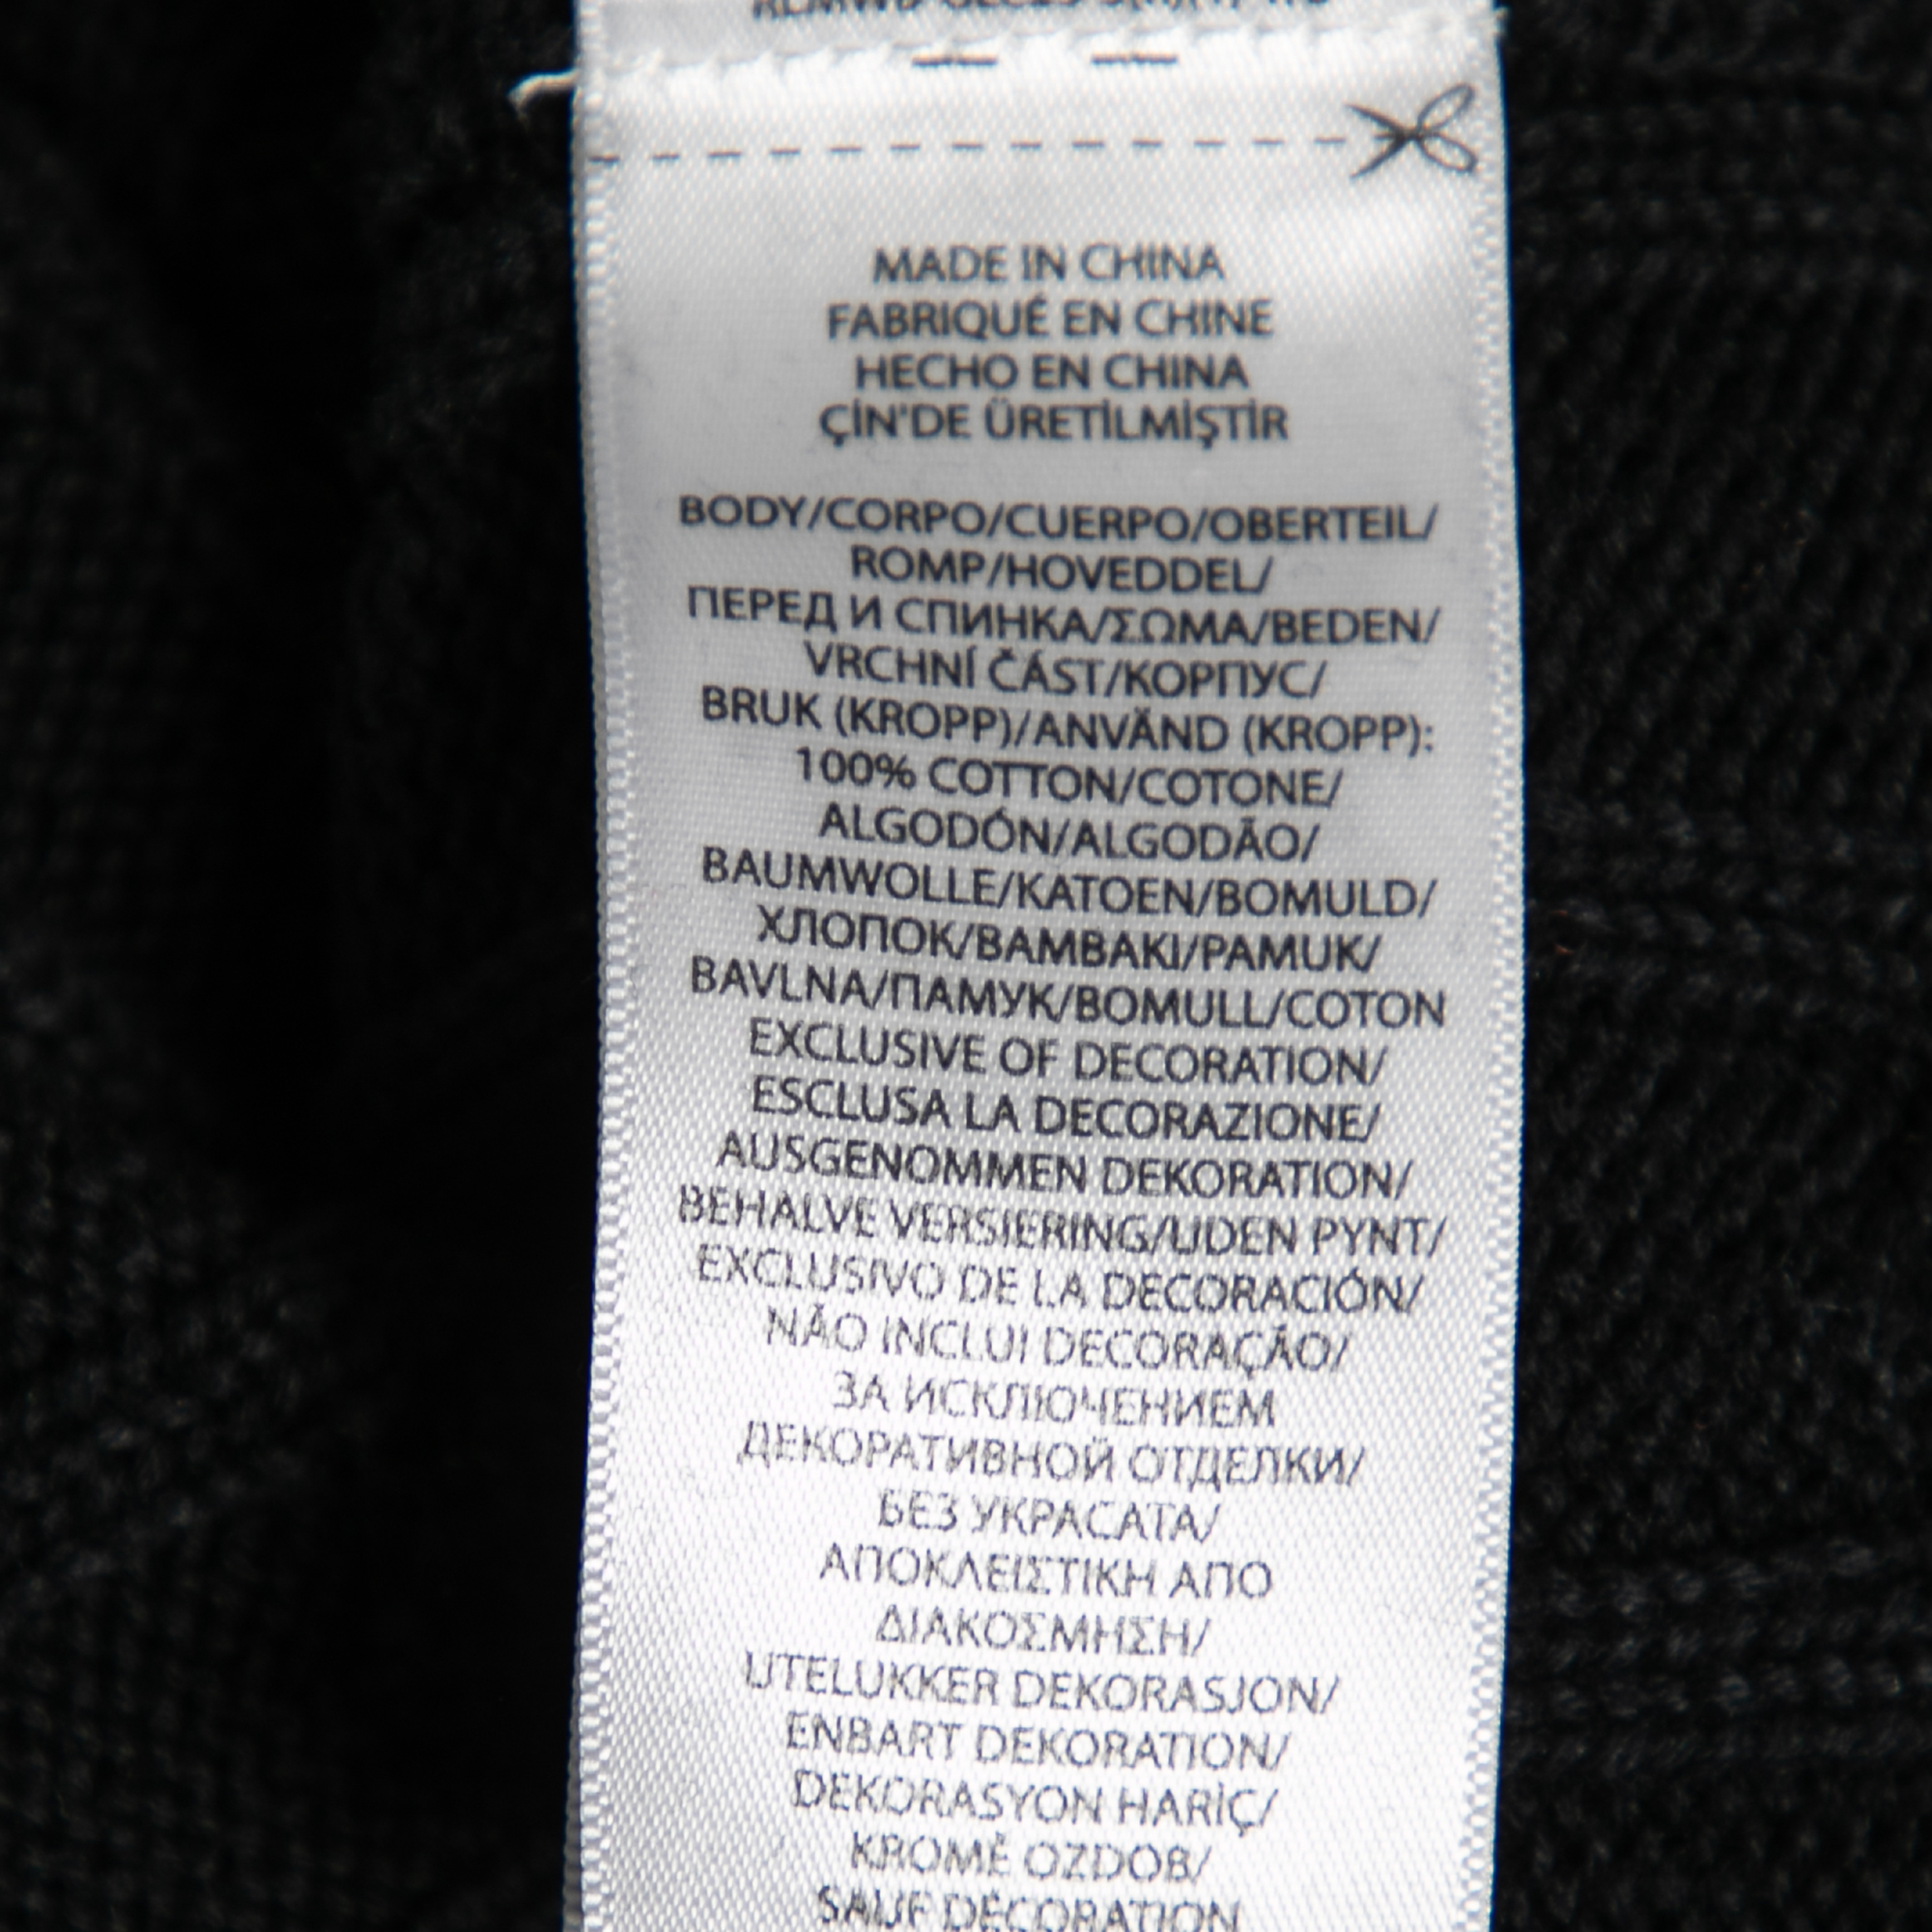 MADE IN CHINA
FABRIQUÉ EN CHINE
HECHO EN CHINA
ÇİN'DE ÜRETİLMİŞTİR
BODY/CORPO/CUERPO/OBERTEIL/
ROMP/HOVEDDEL/
ПЕРЕД И СПИНКА/ΣΩΜΑ/BEDEN/
VRCHNÍ ČÁST/КОРПУС/
BRUK (KROPP)/ANVÄND (KROPP):
100% COTTON/COTONE/
ALGODÓN/ALGODÃO/
BAUMWOLLE/KATOEN/BOMULD/
ХЛОПОК/ΒΑΜΒΑΚΙ/PAMUK/
BAVLNA/ПАМУК/BOMULL/COTON
EXCLUSIVE OF DECORATION/
ESCLUSA LA DECORAZIONE/
AUSGENOMMEN DEKORATION/
BEHALVE VERSIERING/UDEN PYNT/
EXCLUSIVO DE LA DECORACIÓN/
NÃO INCLUI DECORAÇÃO/
ЗА ИСКЛЮЧЕНИЕМ
ДЕКОРАТИВНОЙ ОТДЕЛКИ/
БЕЗ УКРАСАТА/
ΑΠΟΚΛΕΙΣΤΙΚΗ ΑΠΟ
ΔΙΑΚΟΣΜΗΣΗ/
UTELUKKER DEKORASJON/
ENBART DEKORATION/
DEKORASYON HARİÇ/
KROMĚ OZDOB/
SAUF DÉCORATION